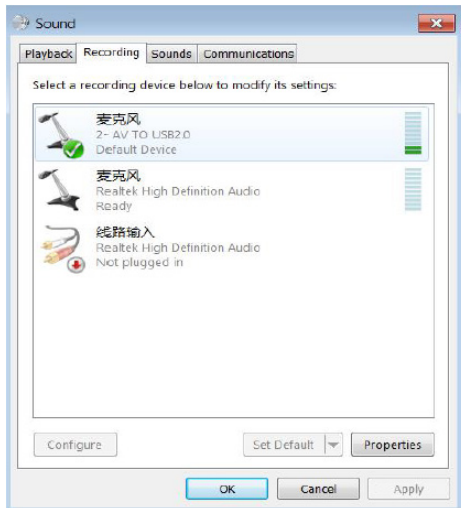 Sound
Playback Recording Sounds Communications
Select a recording device below to modify its settings:
麦克风
2- AV TO USB2.0
Default Device
麦克风
Realtek High Definition Audio
Ready
线路输入
Realtek High Definition Audio
Not plugged in
Configure Set Default Properties
OK Cancel Apply